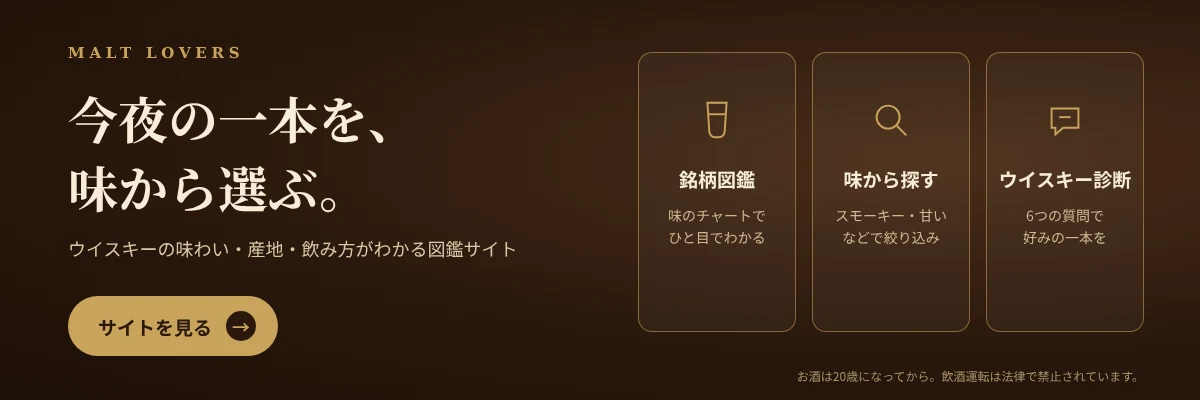 MALT LOVERS
今夜の一本を、
味から選ぶ。
ウイスキーの味わい・産地・飲み方がわかる図鑑サイト
サイトを見る →
銘柄図鑑
味のチャートで
ひと目でわかる
味から探す
スモーキー・甘い
などで絞り込み
ウイスキー診断
6つの質問で
好みの一本を
お酒は20歳になってから。飲酒運転は法律で禁止されています。